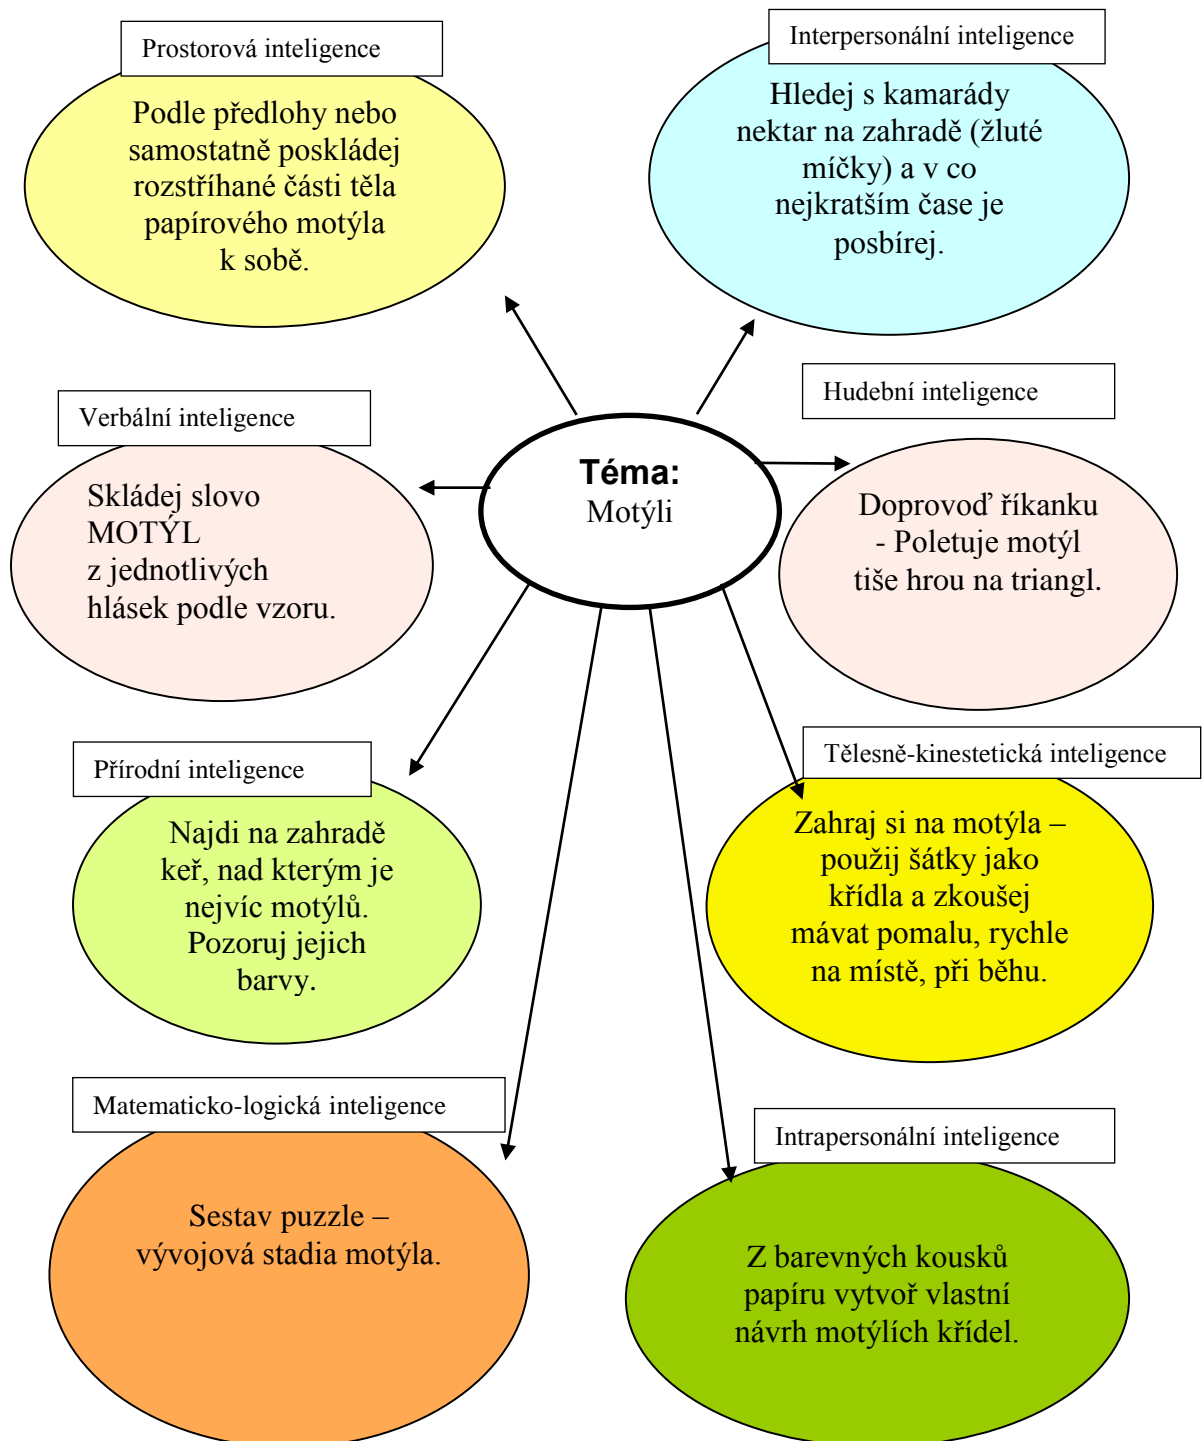 Prostorová inteligence
Podle předlohy nebo
samostatně poskládej
rozstříhané části těla
papírového motýla
k sobě.
Interpersonální inteligence
Hledej s kamarády
nektar na zahradě (žluté
míčky) a v co
nejkratším čase je
posbírej.
Verbální inteligence
Skládej slovo
MOTÝL
z jednotlivých
hlásek podle vzoru.
Téma:
Motýli
Hudební inteligence
Doprovoď říkanku
- Poletuje motýl
tiše hrou na triangl.
Přírodní inteligence
Najdi na zahradě
keř, nad kterým je
nejvíc motýlů.
Pozoruj jejich
barvy.
Tělesně-kinestetická inteligence
Zahraj si na motýla –
použij šátky jako
křídla a zkoušej
mávat pomalu, rychle
na místě, při běhu.
Matematicko-logická inteligence
Sestav puzzle –
vývojová stadia motýla.
Intrapersonální inteligence
Z barevných kousků
papíru vytvoř vlastní
návrh motýlích křídel.